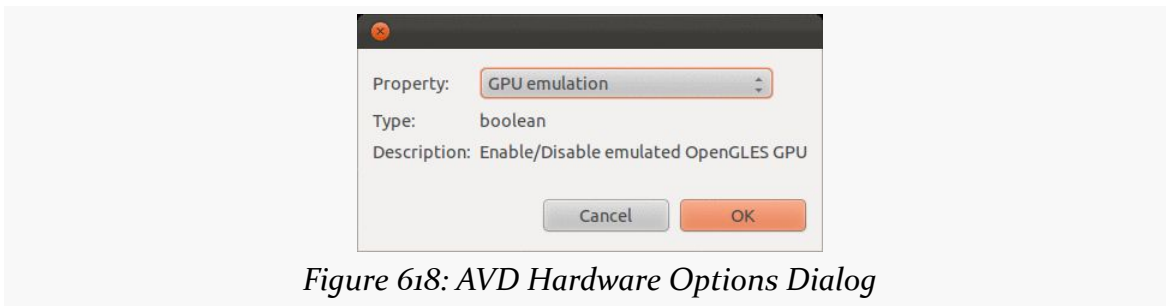 Property: GPU emulation
Type: boolean
Description: Enable/Disable emulated OpenGLES GPU
Cancel OK
Figure 618: AVD Hardware Options Dialog